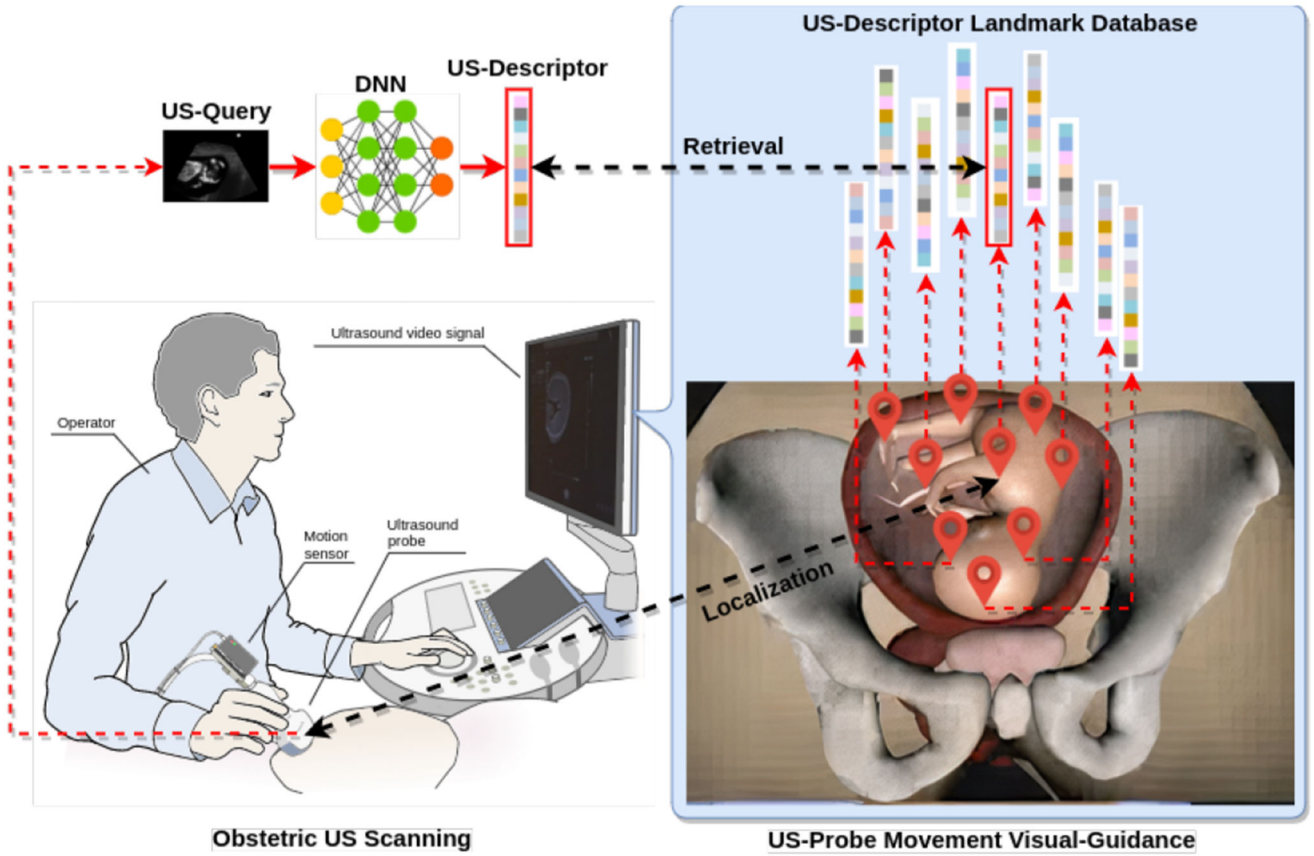 US-Descriptor Landmark Database
US-Descriptor
DNN
US-Query
Retrieval
Ultrasound video signal
Operator
Motion
sensor
Ultrasound
probe
Localization
Obstetric US Scanning
US-Probe Movement Visual-Guidance